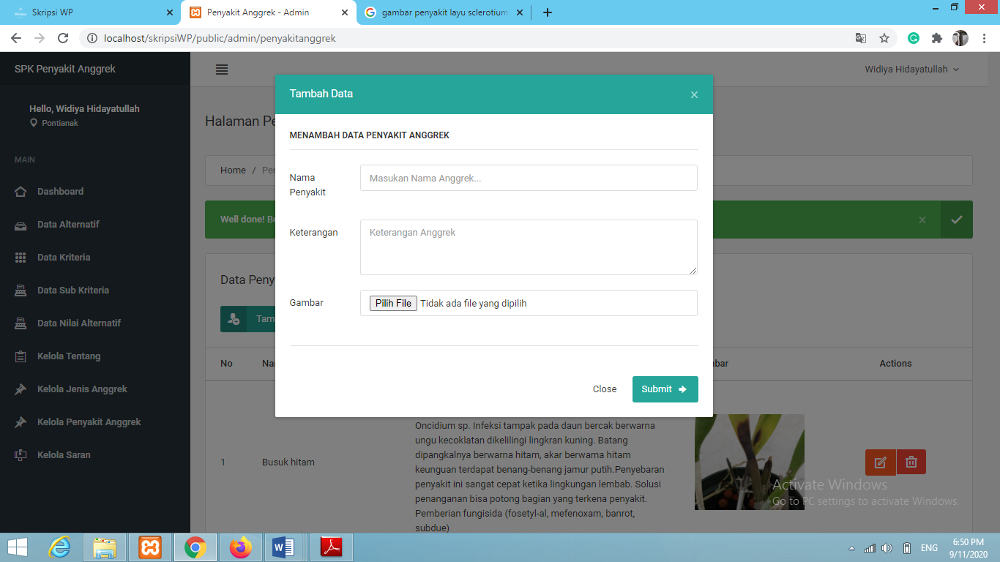 Skripsi WP
Penyakit Anggrek - Admin
gambar penyakit layu sclerotium
localhost/skripsiWP/public/admin/penyakitanggrek
SPK Penyakit Anggrek
Widiya Hidayatullah
Hello, Widiya Hidayatullah
Pontianak
MAIN
Dashboard
Data Alternatif
Data Kriteria
Data Sub Kriteria
Data Nilai Alternatif
Kelola Tentang
Kelola Jenis Anggrek
Kelola Penyakit Anggrek
Kelola Saran
Halaman Pe
Home / Pen
Well done! Be
Data Peny
Tam
Tambah Data ×
MENAMBAH DATA PENYAKIT ANGGREK
Nama Penyakit
Masukan Nama Anggrek...
Keterangan
Keterangan Anggrek
Gambar
Pilih File Tidak ada file yang dipilih
Close
Submit
No Na bar Actions
1 Busuk hitam
Oncidium sp. Infeksi tampak pada daun bercak berwarna
ungu kecoklatan dikelilingi lingkran kuning. Batang
dipangkalnya berwarna hitam, akar berwarna hitam
keunguan terdapat benang-benang jamur putih.Penyebaran
penyakit ini sangat cepat ketika lingkungan lembab. Solusi
penanganan bisa potong bagian yang terkena penyakit.
Pemberian fungisida (fosetyl-al, mefenoxam, banrot,
subdue)
Activate Windows
Go to PC settings to activate Windows.
ENG
6:50 PM
9/11/2020